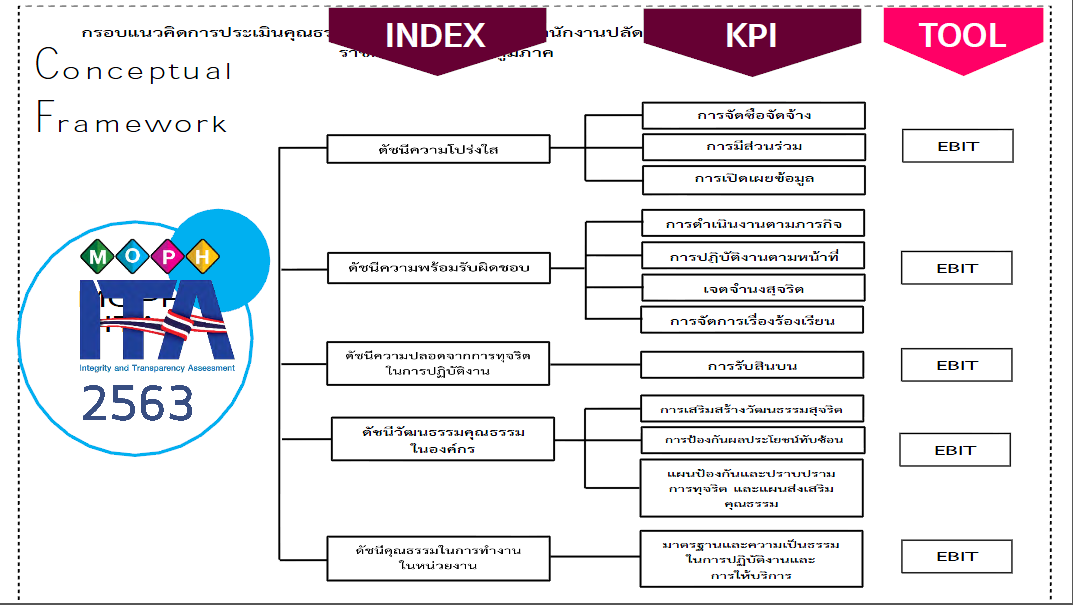 กรอบแนวคิดการประเมินคุณธร
นักงานปลัด
ภูมิภาค
INDEX
KPI
TOOL
Conceptual
Framework
MOPH
ITA
Integrity and Transparency Assessment
2563
ดัชนีความโปร่งใส
การจัดซื้อจัดจ้าง
การมีส่วนร่วม
การเปิดเผยข้อมูล
EBIT
ดัชนีความพร้อมรับผิดชอบ
การดำเนินงานตามภารกิจ
การปฏิบัติงานตามหน้าที่
เจตจำนงสุจริต
การจัดการเรื่องร้องเรียน
EBIT
ดัชนีความปลอดจากการทุจริต
ในการปฏิบัติงาน
การรับสินบน
EBIT
ดัชนีวัฒนธรรมคุณธรรม
ในองค์กร
การเสริมสร้างวัฒนธรรมสุจริต
การป้องกันผลประโยชน์ทับซ้อน
แผนป้องกันและปราบปราม
การทุจริต และแผนส่งเสริม
คุณธรรม
EBIT
ดัชนีคุณธรรมในการทำงาน
ในหน่วยงาน
มาตรฐานและความเป็นธรรม
ในการปฏิบัติงานและ
การให้บริการ
EBIT